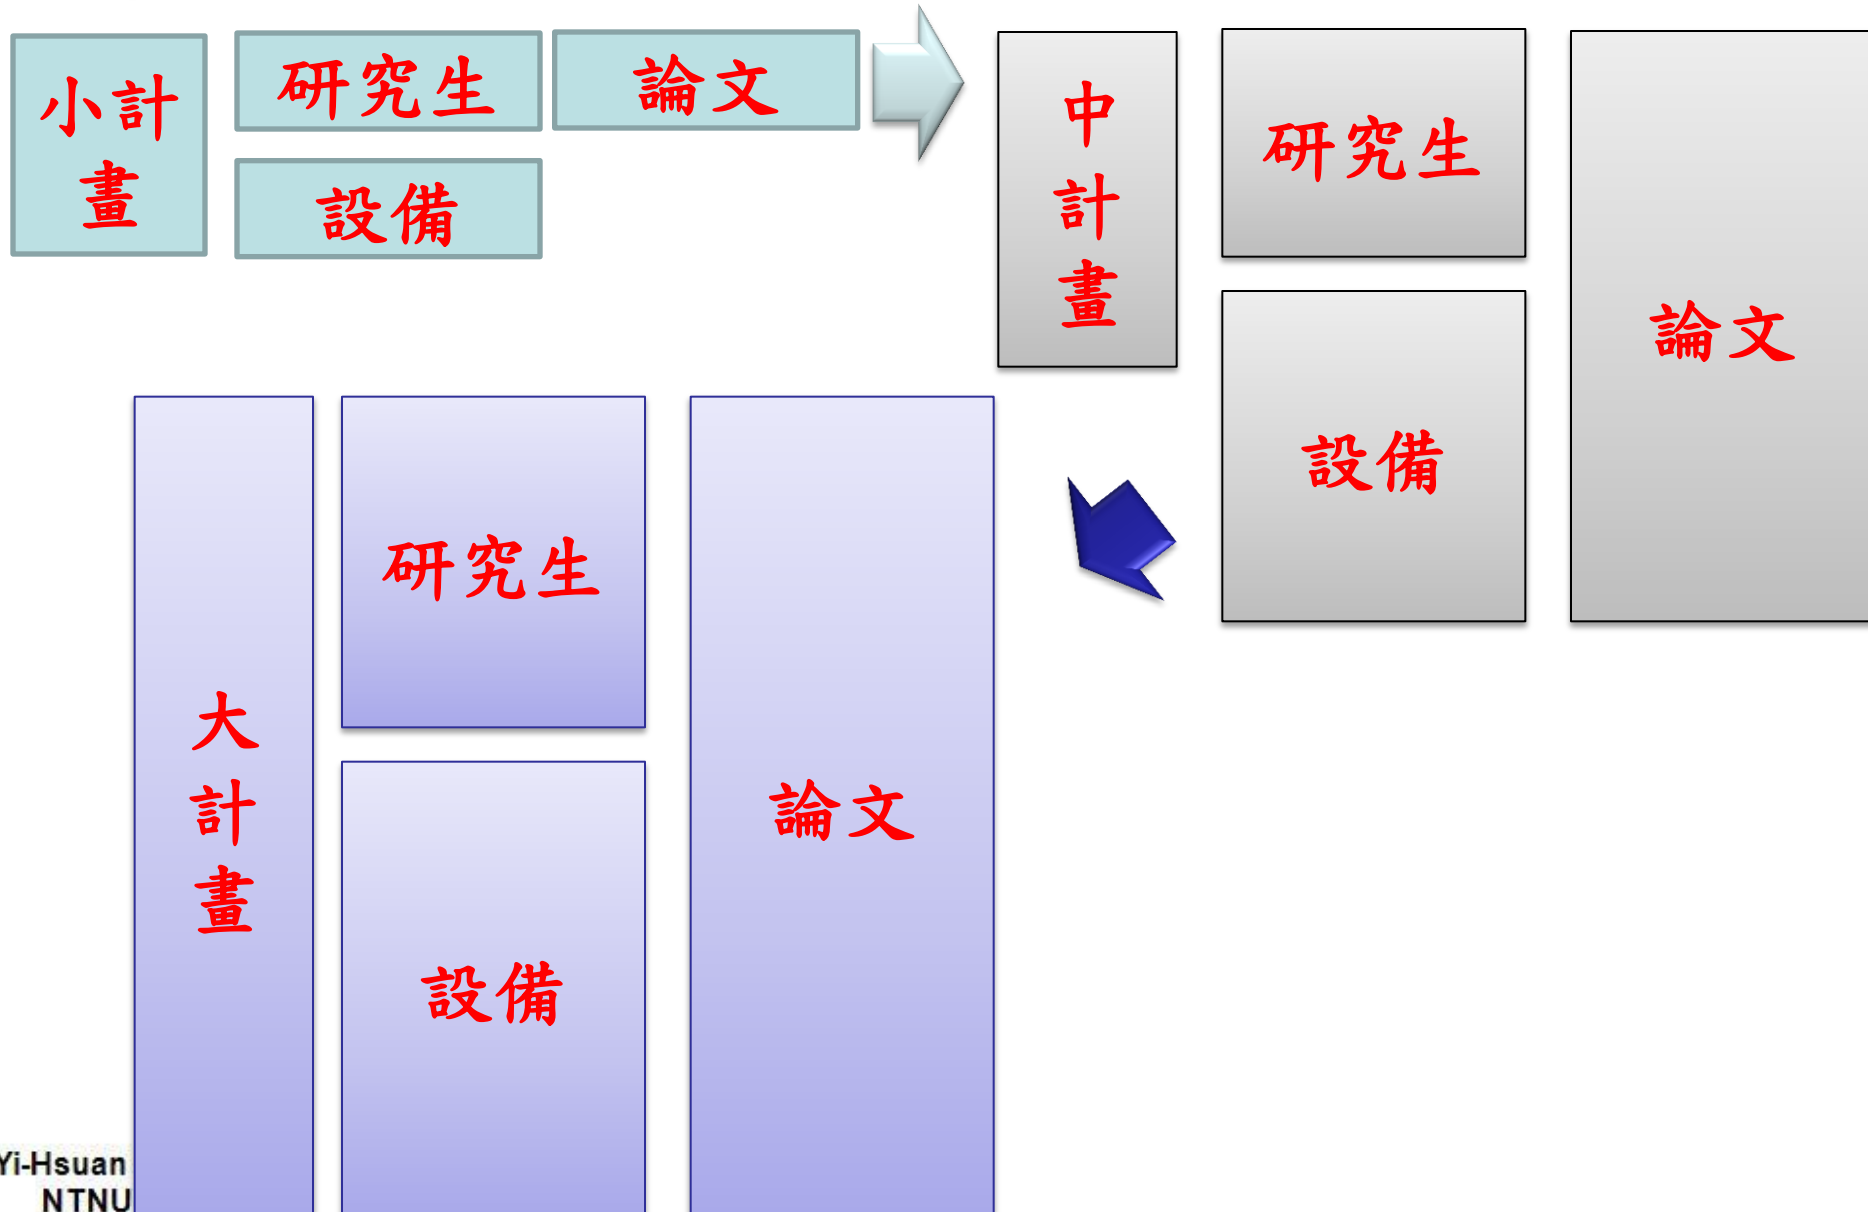 小計
畫
研究生
論文
設備
中
計
畫
研究生
設備
論文
大
計
畫
研究生
設備
論文
Yi-Hsuan
NTNU